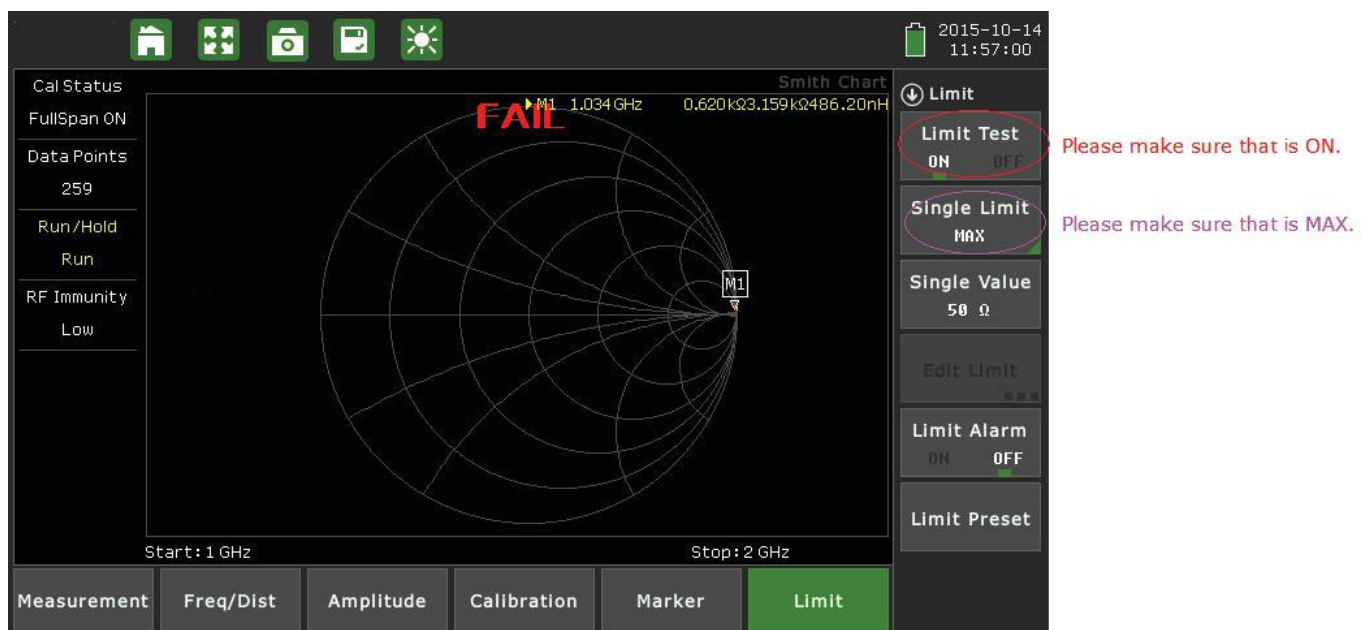 2015-10-14
11:57:00
Cal Status
FullSpan ON
Data Points
259
Run/Hold
Run
RF Immunity
Low
Smith Chart
M1 1.034GHz 0.620kΩ3.159kΩ486.20nH
FAIL
M1
Start:1 GHz
Stop:2 GHz
Limit
Limit Test
ON OFF
Single Limit
MAX
Single Value
50 Ω
Edit Limit
Limit Alarm
ON OFF
Limit Preset
Please make sure that is ON.
Please make sure that is MAX.
Measurement
Freq/Dist
Amplitude
Calibration
Marker
Limit